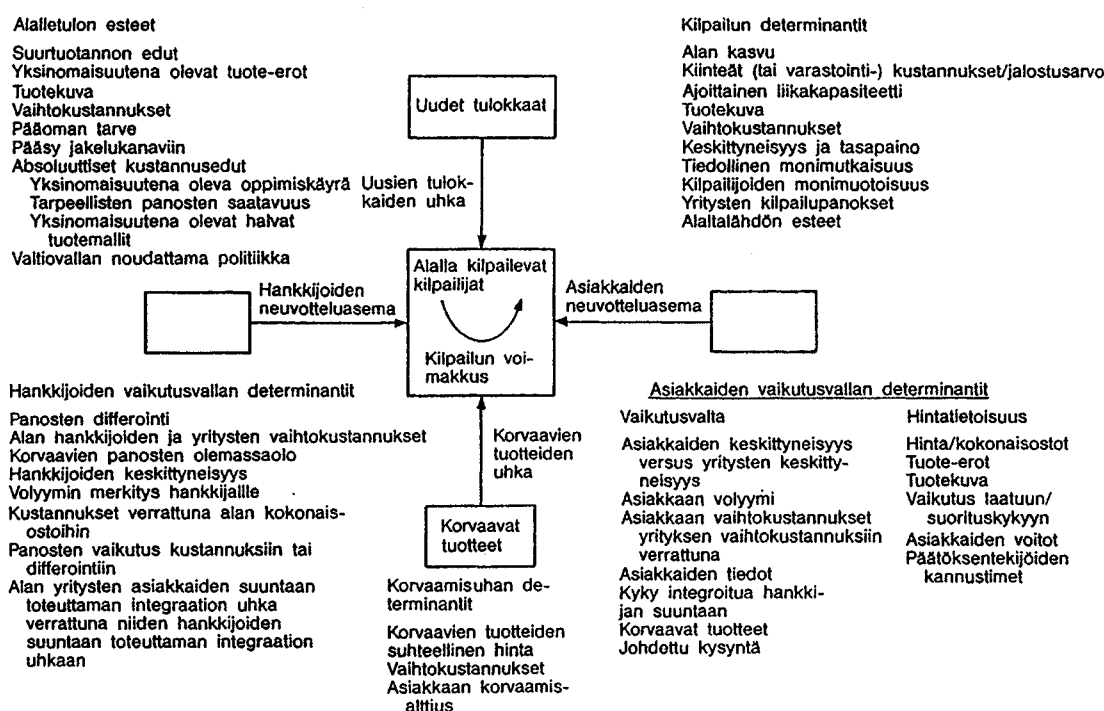 Alalletulon esteet
Suurtuotannon edut
Yksinomaisuutena olevat tuote-erot
Tuotekuva
Vaihtokustannukset
Pääoman tarve
Pääsy jakelukanaviin
Absoluuttiset kustannusedut
Yksinomaisuutena oleva oppimiskäyrä
Tarpeellisten panosten saatavuus
Yksinomaisuutena olevat halvat
tuotemallit
Valtiovallan noudattama politiikka
Uudet tulokkaat
Uusien tulok-
kaiden uhka
Kilpailun determinantit
Alan kasvu
Kiinteät (tai varastointi-) kustannukset/jalostusarvo
Ajoittainen liikakapasiteetti
Tuotekuva
Vaihtokustannukset
Keskittyneisyys ja tasapaino
Tiedollinen monimutkaisuus
Kilpailijoiden monimuotoisuus
Yritysten kilpailupanokset
Alaltalähdön esteet
Hankkijoiden
neuvotteluasema
Alalla kilpailevat
kilpailijat
Kilpailun voi-
makkus
Asiakkaiden
neuvotteluasema
Hankkijoiden vaikutusvallan determinantit
Panosten differointi
Alan hankkijoiden ja yritysten vaihtokustannukset
Korvaavien panosten olemassaolo
Hankkijoiden keskittyneisyys
Volyymin merkitys hankkijalle
Kustannukset verrattuna alan kokonais-
ostoihin
Panosten vaikutus kustannuksiin tai
differointiin
Alan yritysten asiakkaiden suuntaan
toteuttaman integraation uhka
verrattuna niiden hankkijoiden
suuntaan toteuttaman integraation
uhkaan
Korvaavien
tuotteiden
uhka
Korvaavat
tuotteet
Korvaamisuhan de-
terminantit
Korvaavien tuotteiden
suhteellinen hinta
Vaihtokustannukset
Asiakkaan korvaamis-
alttius
Asiakkaiden vaikutusvallan determinantit
Vaikutusvalta
Asiakkaiden keskittyneisyys
versus yritysten keskitty-
neisyys
Asiakkaan volyymi
Asiakkaan vaihtokustannukset
yrityksen vaihtokustannuksiin
verrattuna
Asiakkaiden tiedot
Kyky integroitua hankki-
jan suuntaan
Korvaavat tuotteet
Johdettu kysyntä
Hintatietoisuus
Hinta/kokonaisostot
Tuote-erot
Tuotekuva
Vaikutus laatuun/
suorituskykyyn
Asiakkaiden voitot
Päätöksentekijöiden
kannustimet